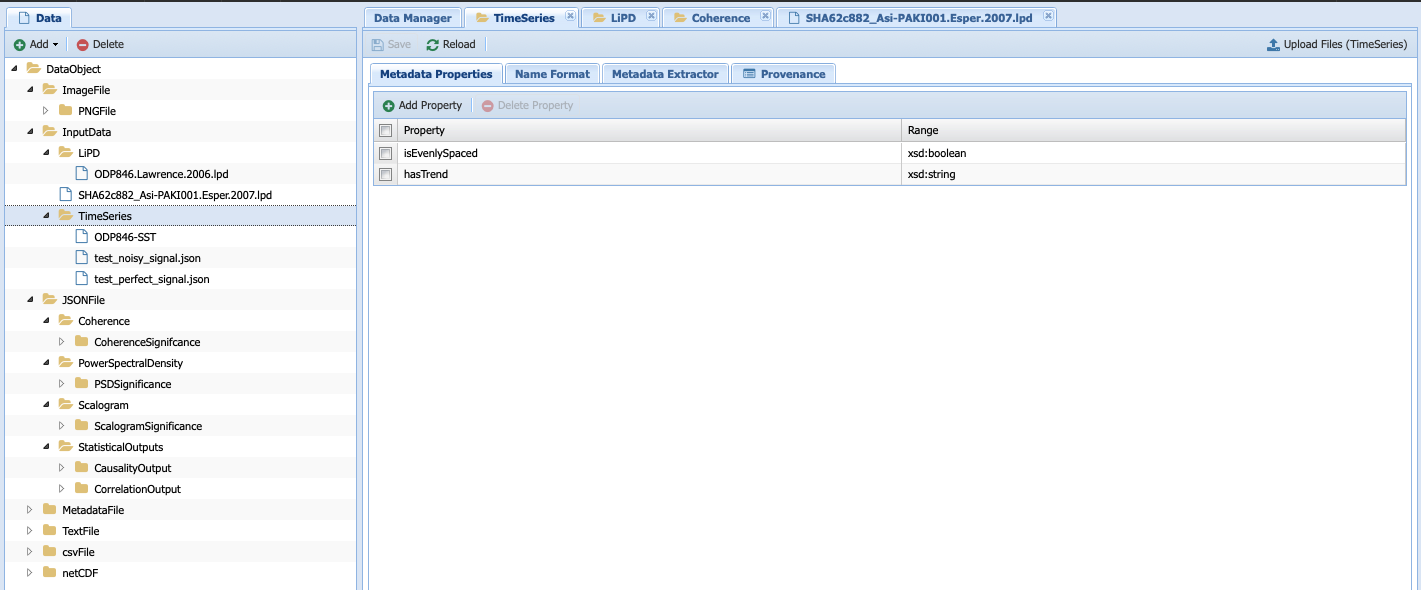 Data
Add
Delete
DataObject
ImageFile
PNGFile
InputData
LiPD
ODP846.Lawrence.2006.lpd
SHA62c882_Asi-PAKI001.Esper.2007.lpd
TimeSeries
ODP846-SST
test_noisy_signal.json
test_perfect_signal.json
JSONFile
Coherence
CoherenceSignifcance
PowerSpectralDensity
PSDSignificance
Scalogram
ScalogramSignificance
StatisticalOutputs
CausalityOutput
CorrelationOutput
MetadataFile
TextFile
csvFile
netCDF
Data Manager TimeSeries LiPD Coherence SHA62c882_Asi-PAKI001.Esper.2007.lpd
Save Reload Upload Files (TimeSeries)
Metadata Properties Name Format Metadata Extractor Provenance
Add Property Delete Property
Property Range
isEvenlySpaced xsd:boolean
hasTrend xsd:string